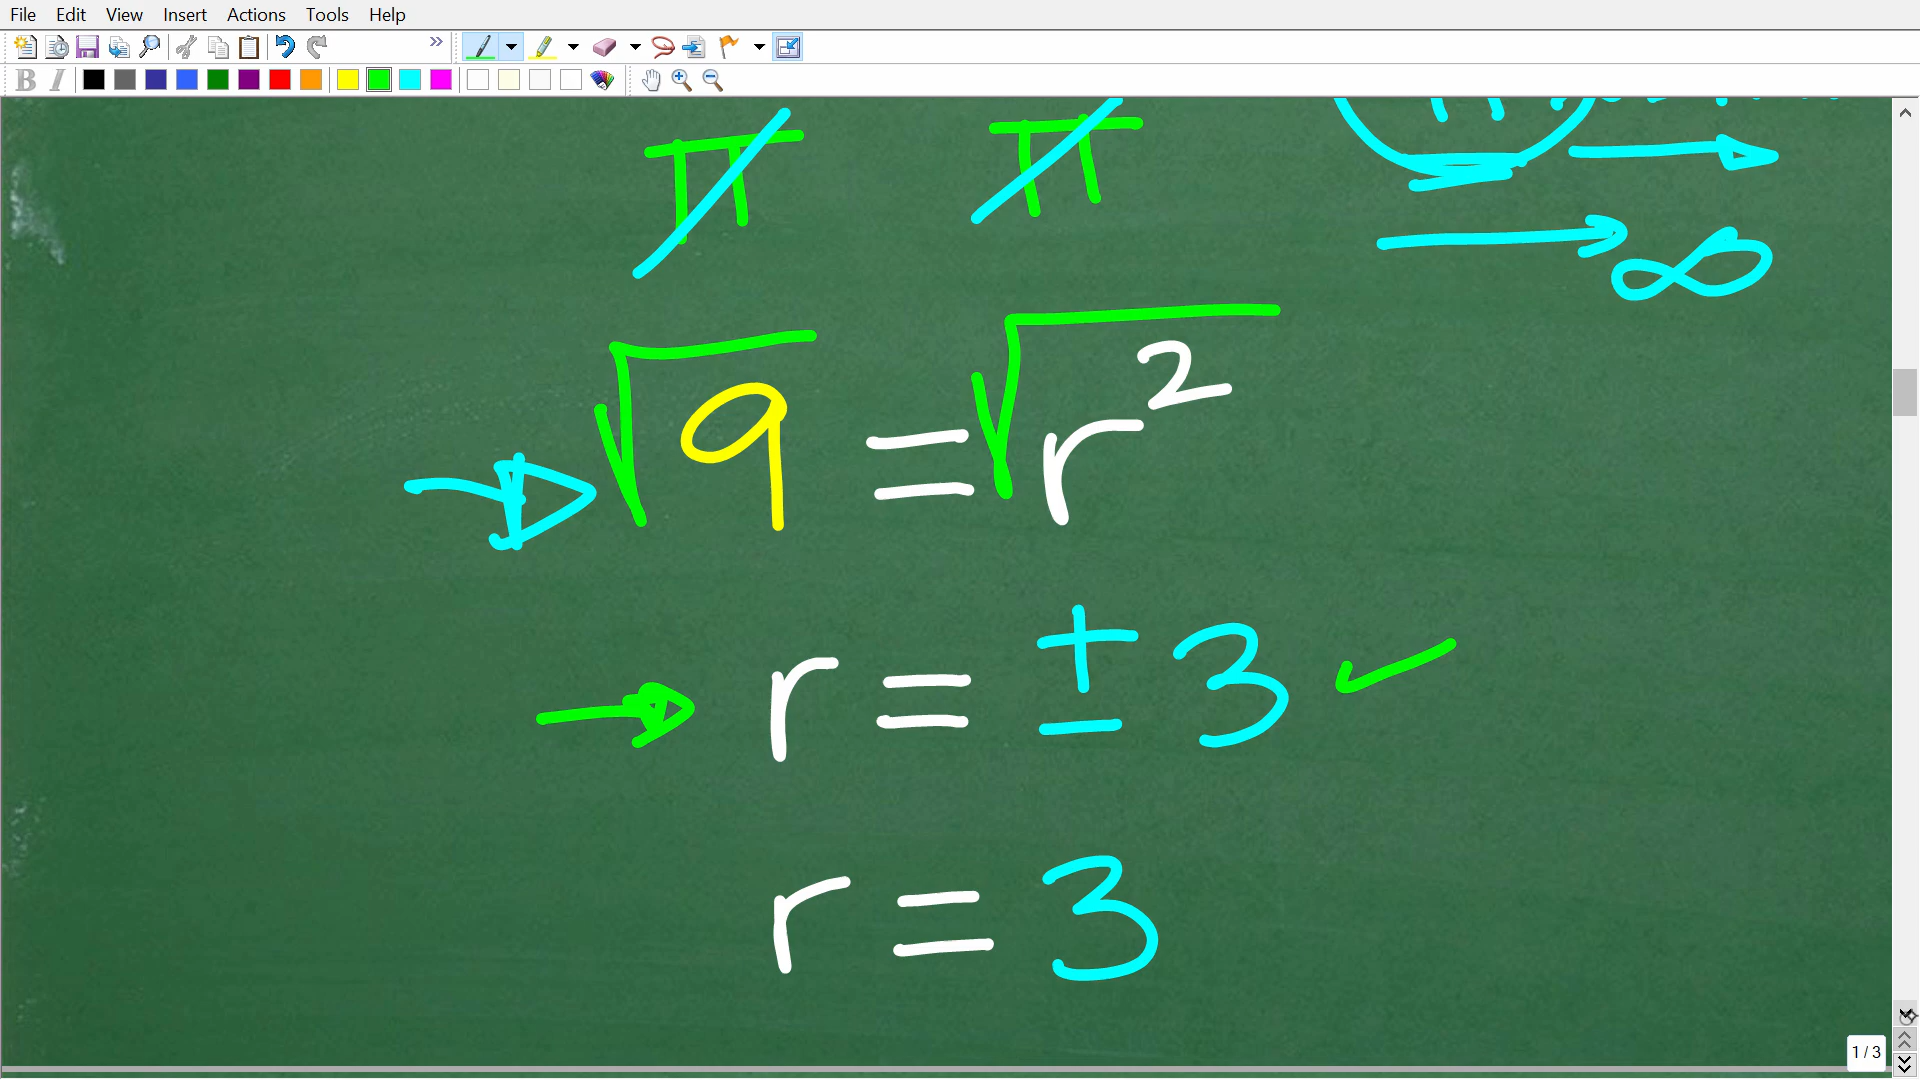 File Edit View Insert Actions Tools Help
B I
π π
∞
√9 = √r²
r = ± 3 ✓
r = 3
1 / 3